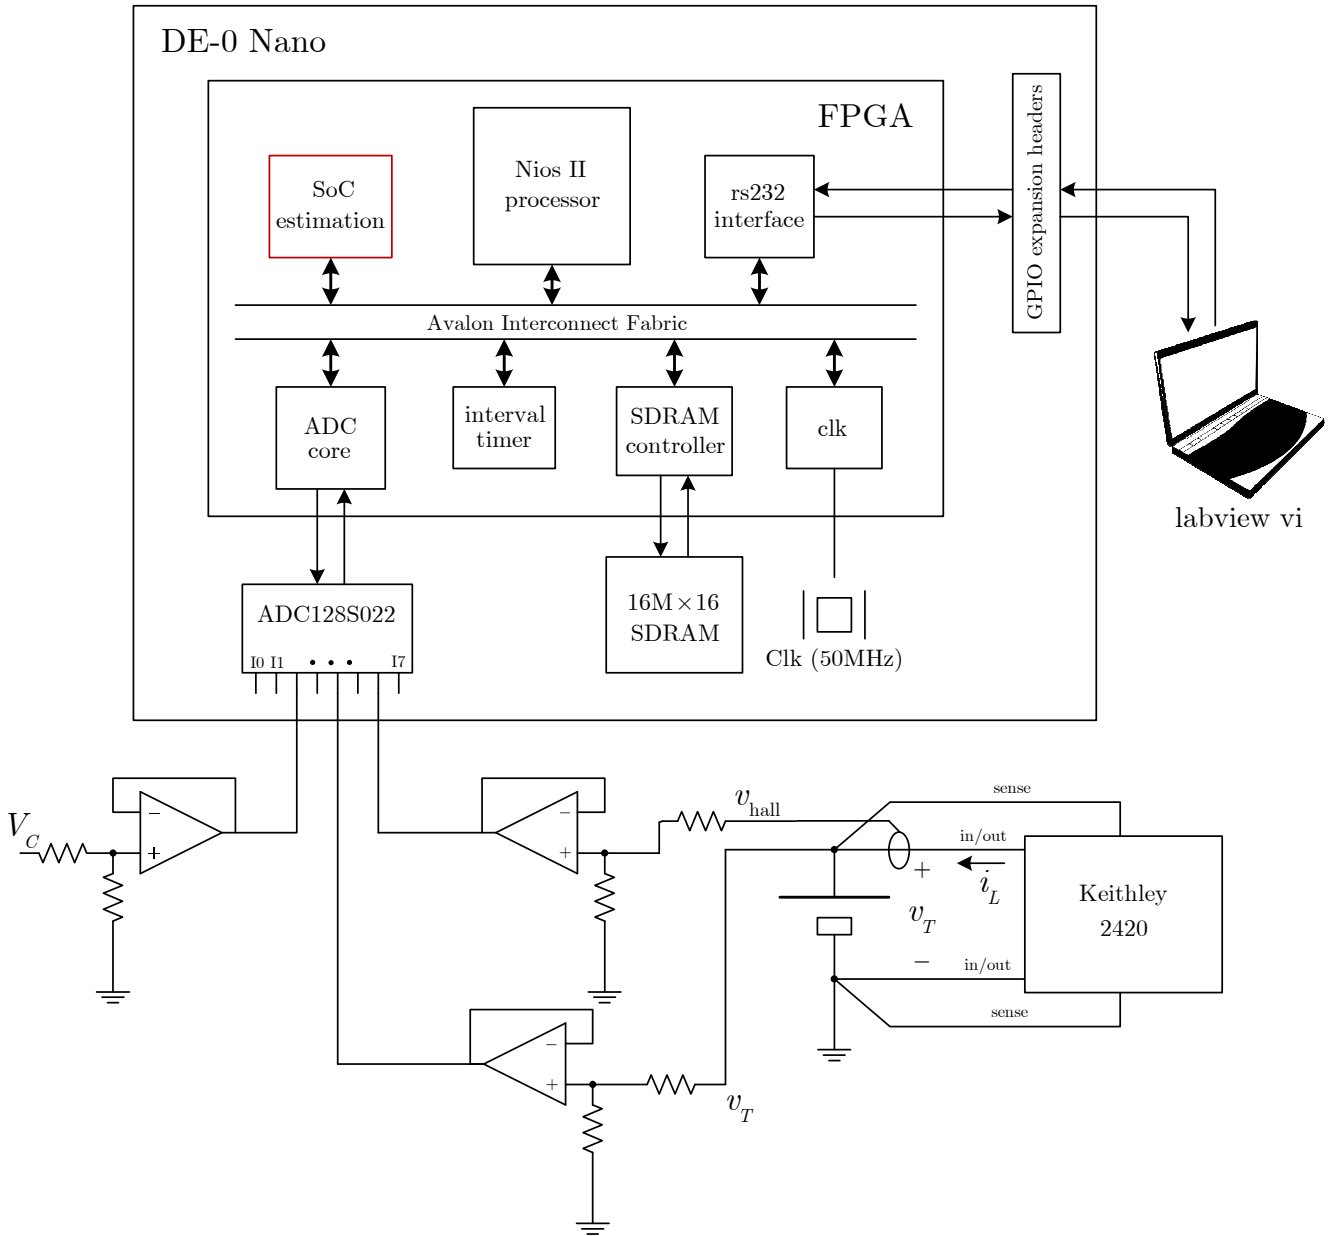 DE-0 Nano
FPGA
GPIO expansion headers
SoC
estimation
Nios II
processor
rs232
interface
Avalon Interconnect Fabric
ADC
core
interval
timer
SDRAM
controller
clk
labview vi
ADC128S022
I0 I1 • • • I7
16M×16
SDRAM
Clk (50MHz)
V_C
−
+
−
+
v_hall
sense
in/out
i_L
+
v_T
−
Keithley
2420
in/out
sense
−
+
v_T